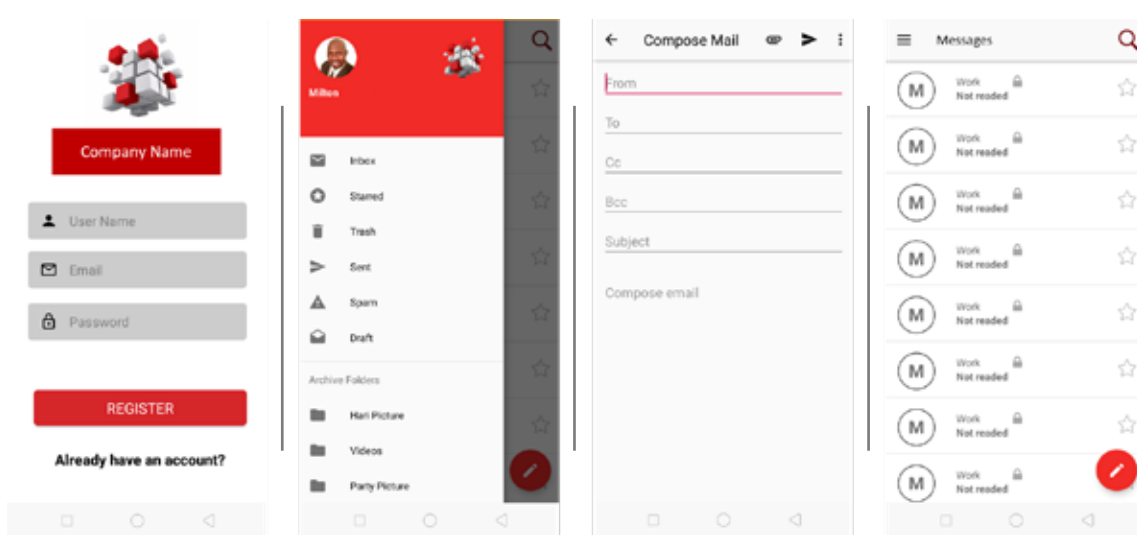 Company Name
User Name
Email
Password
REGISTER
Already have an account?
Milton
Inbox
Starred
Trash
Sent
Spam
Draft
Archive Folders
Hari Picture
Videos
Party Picture
Compose Mail
From
To
Cc
Bcc
Subject
Compose email
Messages
M
Work
Not readed
M
Work
Not readed
M
Work
Not readed
M
Work
Not readed
M
Work
Not readed
M
Work
Not readed
M
Work
Not readed
M
Work
Not readed